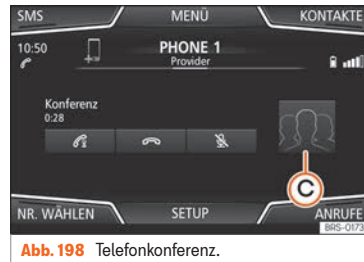 SMS MENÜ KONTAKTE
10:50 PHONE 1
Provider
Konferenz
0:28
C
NR. WÄHLEN SETUP ANRUFE
BRS-0173
Abb. 198 Telefonkonferenz.